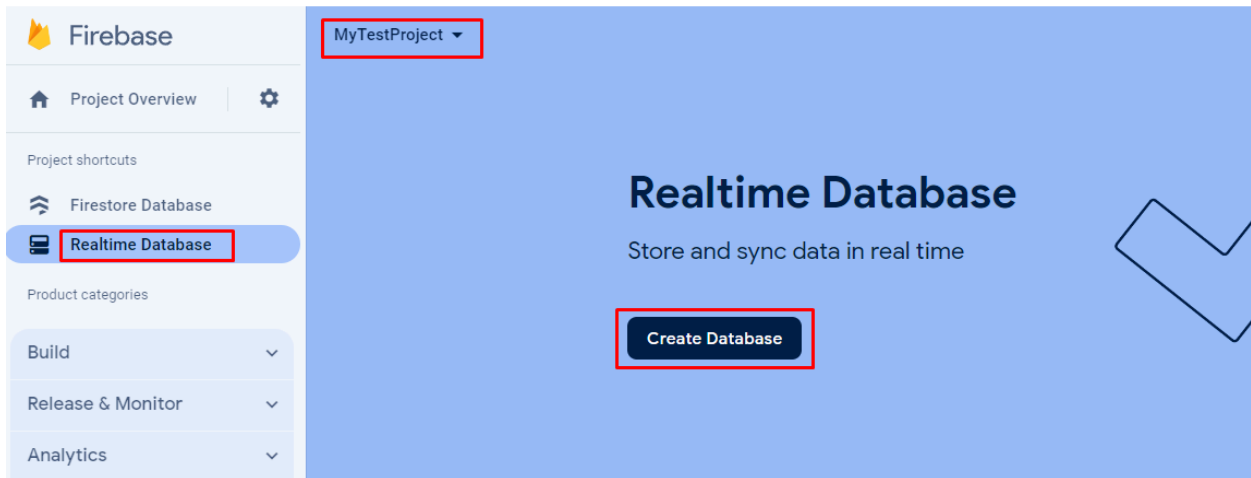 Firebase
MyTestProject
Project Overview
Project shortcuts
Firestore Database
Realtime Database
Product categories
Build
Release & Monitor
Analytics
Realtime Database
Store and sync data in real time
Create Database